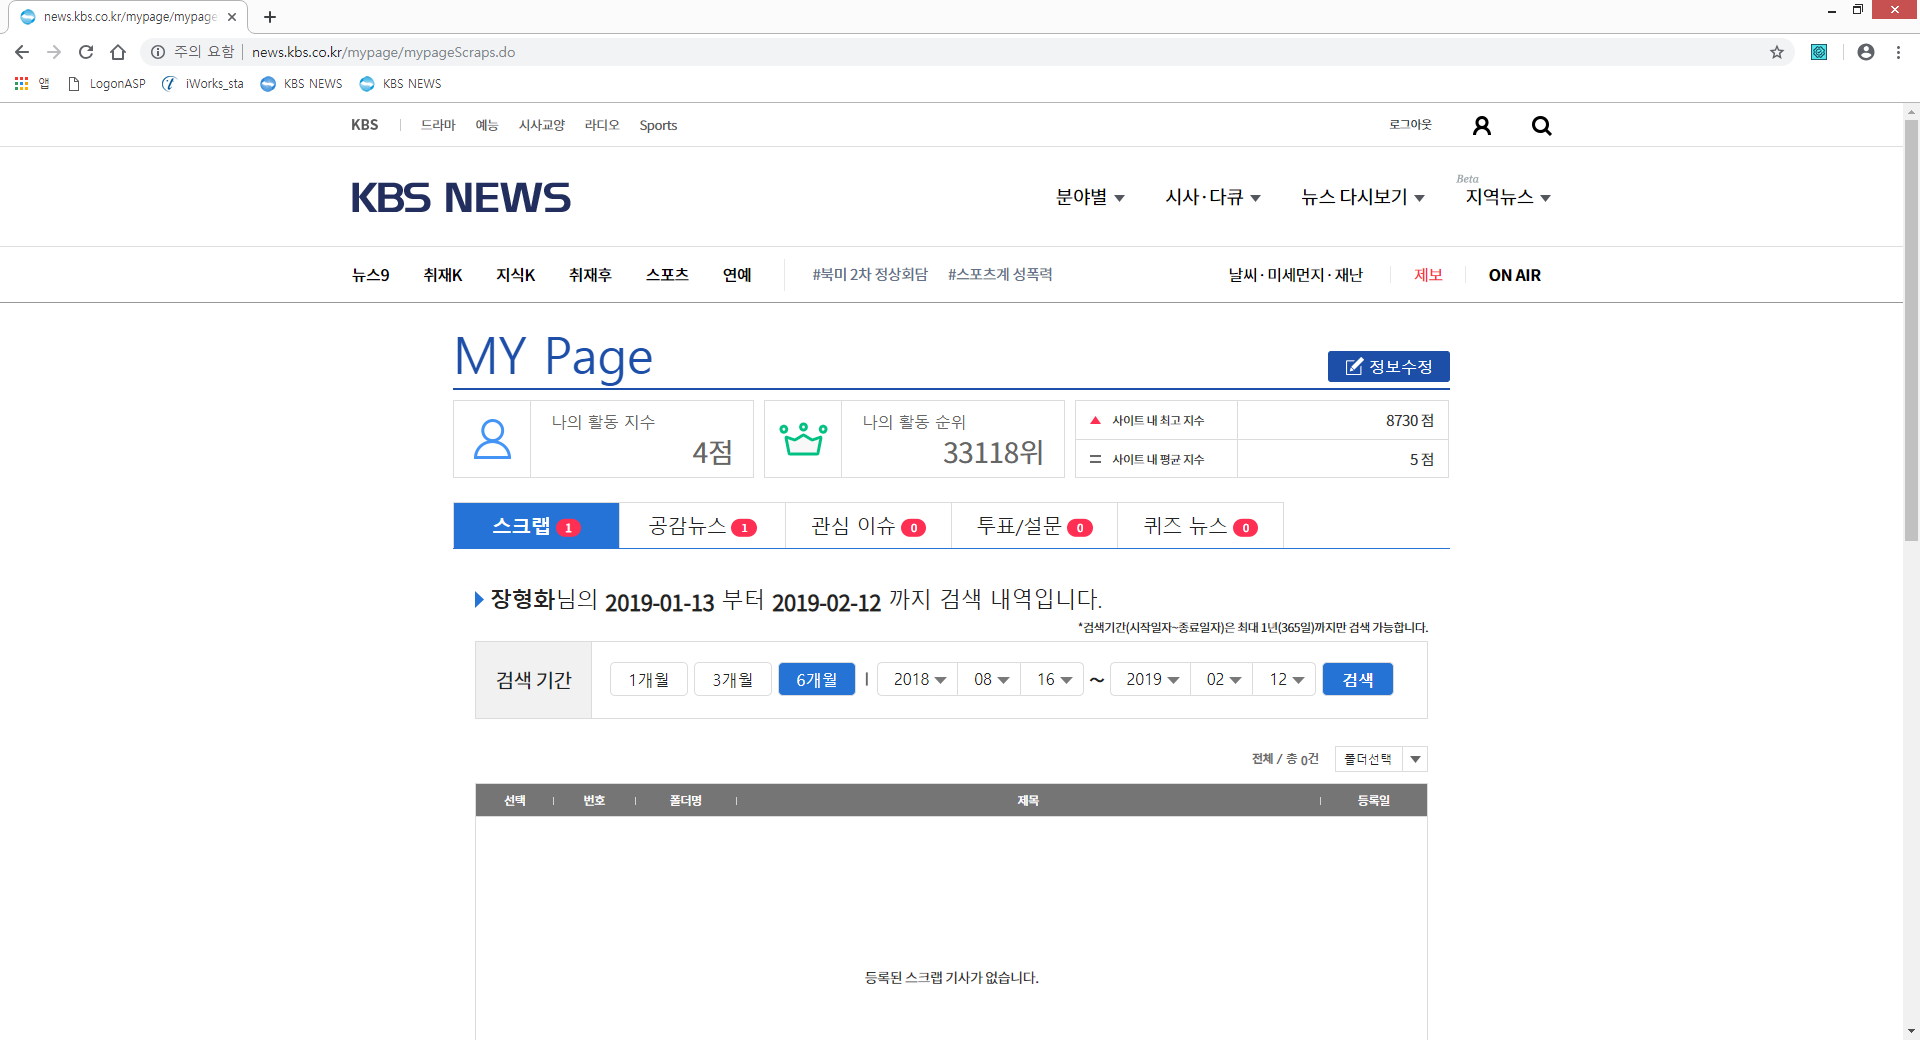 news.kbs.co.kr/mypage/mypage
주의 요함 news.kbs.co.kr/mypage/mypageScraps.do
앱 LogonASP iWorks_sta KBS NEWS KBS NEWS
KBS 드라마 예능 시사교양 라디오 Sports 로그아웃
KBS NEWS 분야별 시사·다큐 뉴스 다시보기 Beta 지역뉴스
뉴스9 취재K 지식K 취재후 스포츠 연예 #북미 2차 정상회담 #스포츠계 성폭력 날씨·미세먼지·재난 제보 ON AIR
MY Page 정보수정
나의 활동 지수 나의 활동 순위 사이트 내 최고 지수 8730 점
4점 33118위 사이트 내 평균 지수 5 점
스크랩 1 공감뉴스 1 관심 이슈 0 투표/설문 0 퀴즈 뉴스 0
장형화님의 2019-01-13 부터 2019-02-12 까지 검색 내역입니다.
*검색기간(시작일자~종료일자)은 최대 1년(365일)까지만 검색 가능합니다.
검색 기간 1개월 3개월 6개월 | 2018 08 16 ~ 2019 02 12 검색
전체 / 총 0건 폴더선택
선택 번호 폴더명 제목 등록일
등록된 스크랩 기사가 없습니다.